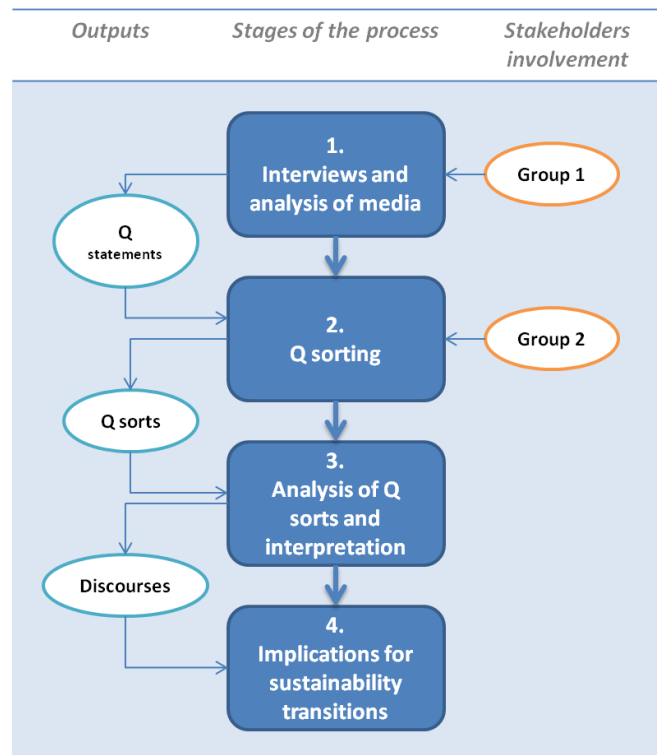 Outputs
Stages of the process
Stakeholders
involvement
1.
Interviews and
analysis of media
Group 1
Q
statements
2.
Q sorting
Group 2
Q sorts
3.
Analysis of Q
sorts and
interpretation
Discourses
4.
Implications for
sustainability
transitions